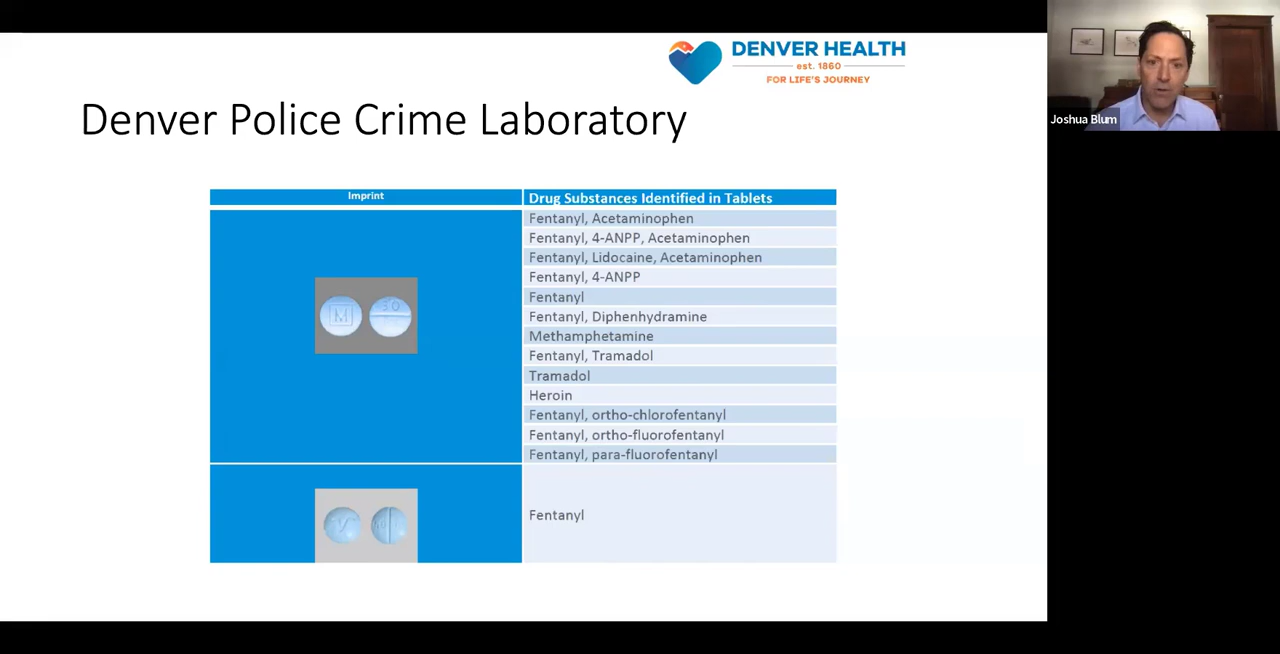 DENVER HEALTH
est. 1860
FOR LIFE'S JOURNEY
Joshua Blum
Denver Police Crime Laboratory
Imprint
Drug Substances Identified in Tablets
Fentanyl, Acetaminophen
Fentanyl, 4-ANPP, Acetaminophen
Fentanyl, Lidocaine, Acetaminophen
Fentanyl, 4-ANPP
Fentanyl
Fentanyl, Diphenhydramine
Methamphetamine
Fentanyl, Tramadol
Tramadol
Heroin
Fentanyl, ortho-chlorofentanyl
Fentanyl, ortho-fluorofentanyl
Fentanyl, para-fluorofentanyl
M
30
V
Fentanyl